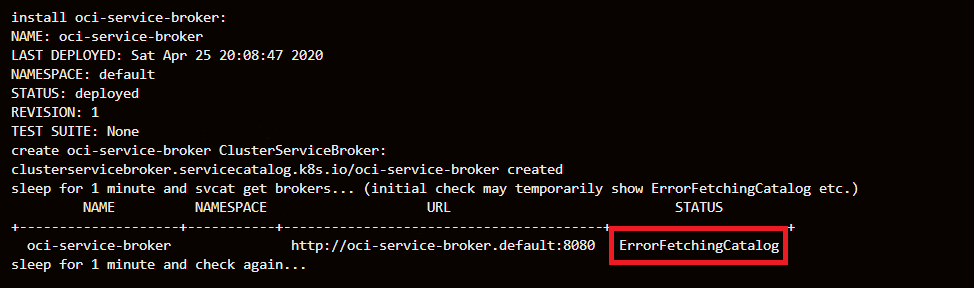 install oci-service-broker:
NAME: oci-service-broker
LAST DEPLOYED: Sat Apr 25 20:08:47 2020
NAMESPACE: default
STATUS: deployed
REVISION: 1
TEST SUITE: None
create oci-service-broker ClusterServiceBroker:
clusterservicebroker.servicecatalog.k8s.io/oci-service-broker created
sleep for 1 minute and svcat get brokers... (initial check may temporarily show ErrorFetchingCatalog etc.)
NAME NAMESPACE URL STATUS
+--------------------+-----------+----------------------------------------+----------------------+
oci-service-broker http://oci-service-broker.default:8080 ErrorFetchingCatalog
sleep for 1 minute and check again...